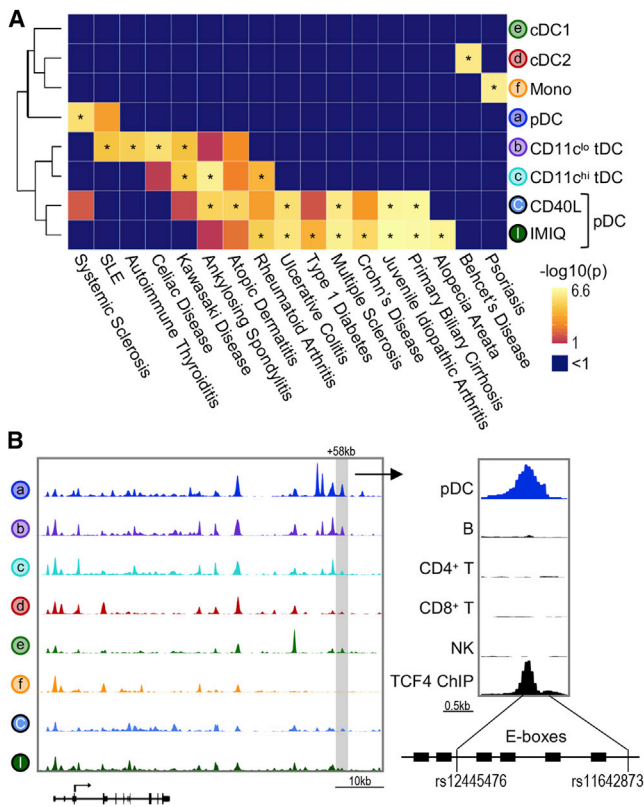 A
e cDC1
d cDC2
f Mono
a pDC
b CD11clo tDC
c CD11chi tDC
C CD40L
I IMIQ
pDC
* * *
* * * * *
* * *
* * * * * *
* * * * * * * *
Systemic Sclerosis
SLE
Autoimmune Thyroiditis
Celiac Disease
Kawasaki Disease
Ankylosing Spondylitis
Atopic Dermatitis
Rheumatoid Arthritis
Ulcerative Colitis
Type 1 Diabetes
Multiple Sclerosis
Crohn's Disease
Juvenile Idiopathic Arthritis
Primary Biliary Cirrhosis
Alopecia Areata
Behcet's Disease
Psoriasis
-log10(p)
6.6
1
<1
B
+58kb
a
b
c
d
e
f
C
I
10kb
pDC
B
CD4+ T
CD8+ T
NK
TCF4 ChIP
0.5kb
E-boxes
rs12445476
rs11642873